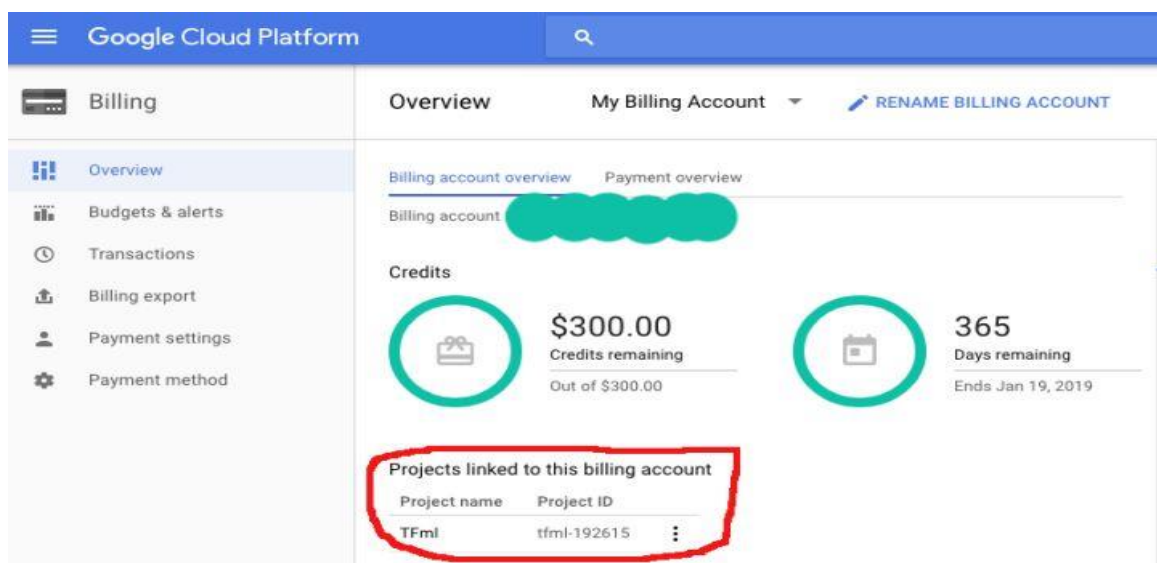 Google Cloud Platform
Billing
Overview My Billing Account RENAME BILLING ACCOUNT
Overview
Budgets & alerts
Transactions
Billing export
Payment settings
Payment method
Billing account overview Payment overview
Billing account
Credits
$300.00
Credits remaining
Out of $300.00
365
Days remaining
Ends Jan 19, 2019
Projects linked to this billing account
Project name Project ID
TFml tfml-192615